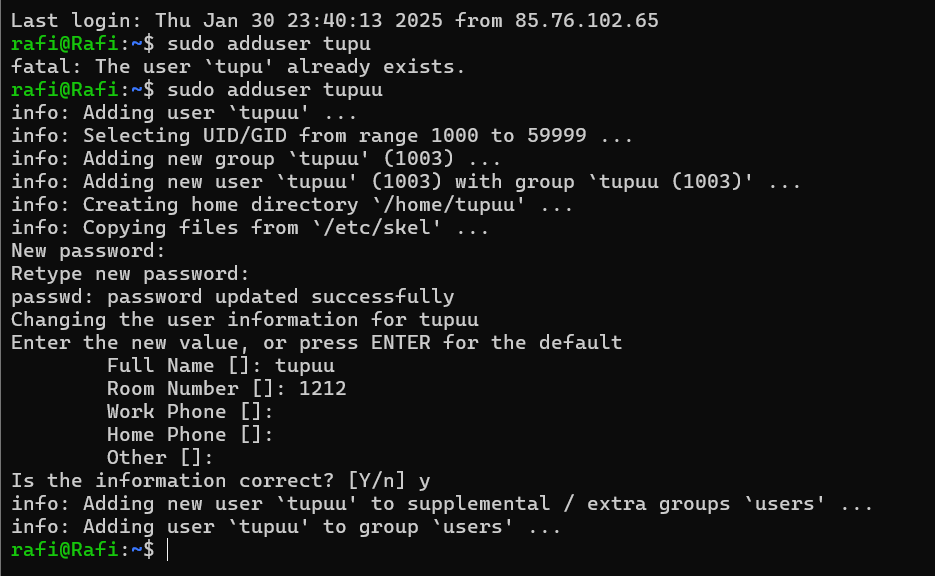 Last login: Thu Jan 30 23:40:13 2025 from 85.76.102.65
rafi@Rafi:~$ sudo adduser tupu
fatal: The user `tupu' already exists.
rafi@Rafi:~$ sudo adduser tupuu
info: Adding user `tupuu' ...
info: Selecting UID/GID from range 1000 to 59999 ...
info: Adding new group `tupuu' (1003) ...
info: Adding new user `tupuu' (1003) with group `tupuu (1003)' ...
info: Creating home directory `/home/tupuu' ...
info: Copying files from `/etc/skel' ...
New password:
Retype new password:
passwd: password updated successfully
Changing the user information for tupuu
Enter the new value, or press ENTER for the default
        Full Name []: tupuu
        Room Number []: 1212
        Work Phone []:
        Home Phone []:
        Other []:
Is the information correct? [Y/n] y
info: Adding new user `tupuu' to supplemental / extra groups `users' ...
info: Adding user `tupuu' to group `users' ...
rafi@Rafi:~$